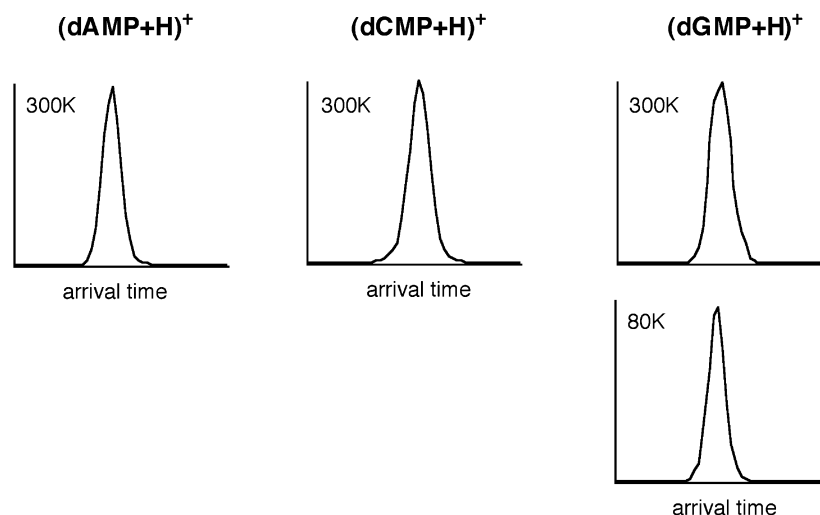 (dAMP+H)⁺
(dCMP+H)⁺
(dGMP+H)⁺
300K
300K
300K
arrival time
arrival time
80K
arrival time